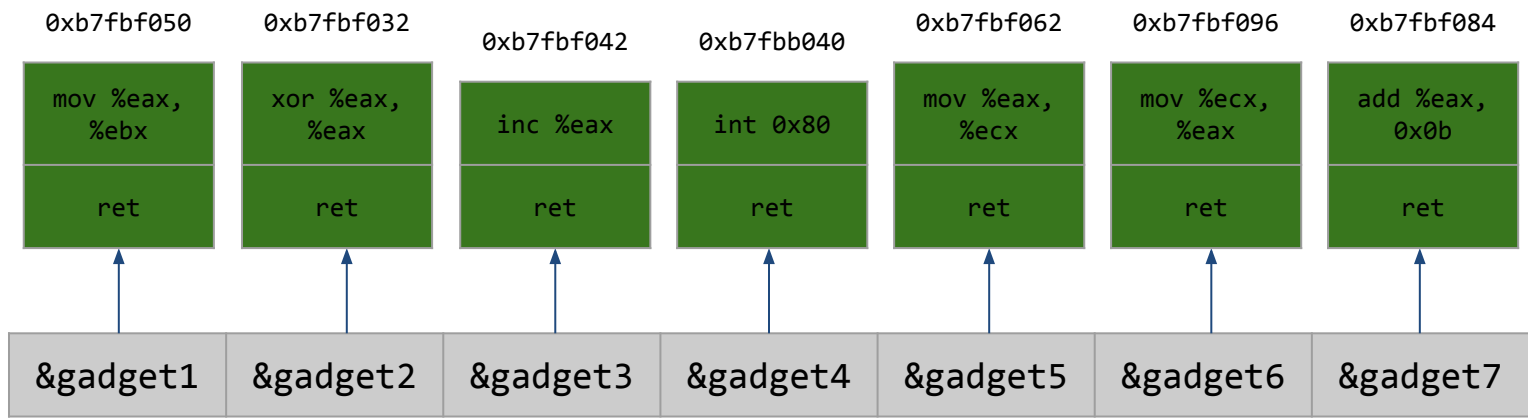 0xb7fbf050 0xb7fbf032 0xb7fbf042 0xb7fbb040 0xb7fbf062 0xb7fbf096 0xb7fbf084
mov %eax,
%ebx
xor %eax,
%eax
inc %eax
int 0x80
mov %eax,
%ecx
mov %ecx,
%eax
add %eax,
0x0b
ret ret ret ret ret ret ret
&gadget1 &gadget2 &gadget3 &gadget4 &gadget5 &gadget6 &gadget7